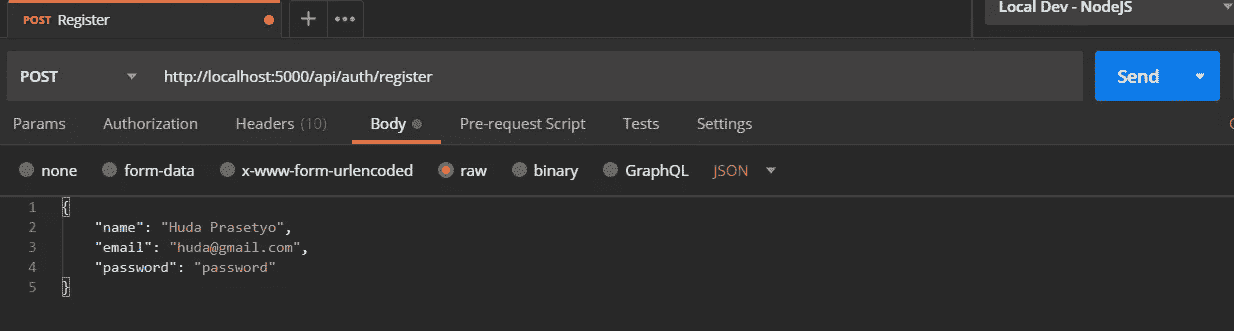 POST Register
Local Dev - NodeJS
POST http://localhost:5000/api/auth/register Send
Params Authorization Headers (10) Body Pre-request Script Tests Settings
none form-data x-www-form-urlencoded raw binary GraphQL JSON
1 {
2 "name": "Huda Prasetyo",
3 "email": "huda@gmail.com",
4 "password": "password"
5 }